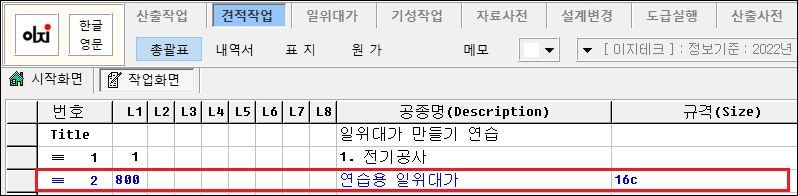 산출작업 견적작업 일위대가 기성작업 자료사전 설계변경 도급실행 산출사전
이지 한글 영문
총괄표 내역서 표 지 원 가 메모 [ 이지테크 ] : 정보기준 : 2022년
시작화면 작업화면
번호 L1 L2 L3 L4 L5 L6 L7 L8 공종명(Description) 규격(Size)
Title 일위대가 만들기 연습
1 1 1. 전기공사
2 800 연습용 일위대가 16c